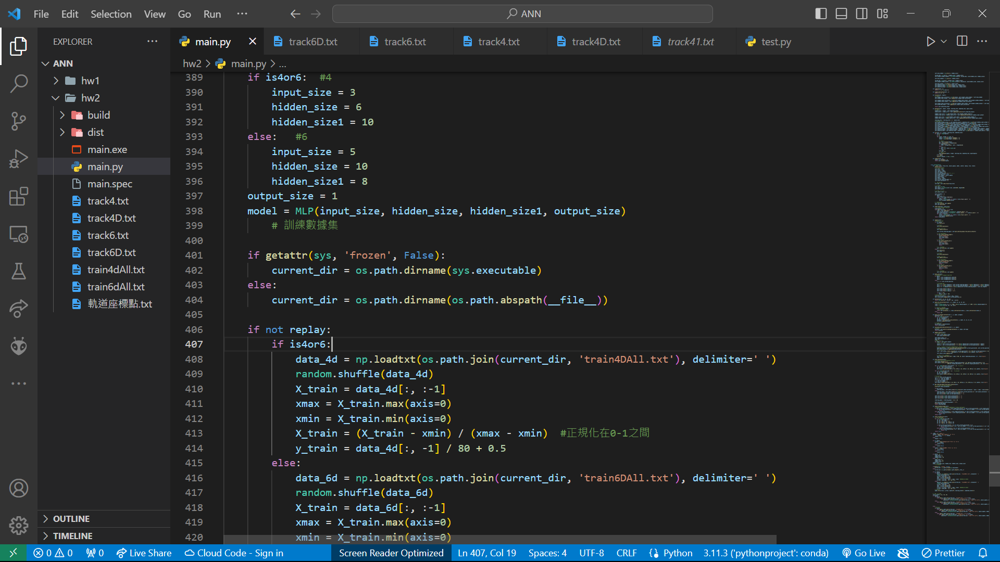 File Edit Selection View Go Run ··· ANN
EXPLORER ···
main.py track6D.txt track6.txt track4.txt track4D.txt track41.txt test.py
ANN
hw1
hw2
build
dist
main.exe
main.py
main.spec
track4.txt
track4D.txt
track6.txt
track6D.txt
train4dAll.txt
train6dAll.txt
軌道座標點.txt
OUTLINE
TIMELINE
hw2 > main.py > ...
389 if is4or6:  #4
390 input_size = 3
391 hidden_size = 6
392 hidden_size1 = 10
393 else:   #6
394 input_size = 5
395 hidden_size = 10
396 hidden_size1 = 8
397 output_size = 1
398 model = MLP(input_size, hidden_size, hidden_size1, output_size)
399 # 訓練數據集
400
401 if getattr(sys, 'frozen', False):
402 current_dir = os.path.dirname(sys.executable)
403 else:
404 current_dir = os.path.dirname(os.path.abspath(__file__))
405
406 if not replay:
407 if is4or6:
408 data_4d = np.loadtxt(os.path.join(current_dir, 'train4DAll.txt'), delimiter=' ')
409 random.shuffle(data_4d)
410 X_train = data_4d[:, :-1]
411 xmax = X_train.max(axis=0)
412 xmin = X_train.min(axis=0)
413 X_train = (X_train - xmin) / (xmax - xmin)  #正規化在0-1之間
414 y_train = data_4d[:, -1] / 80 + 0.5
415 else:
416 data_6d = np.loadtxt(os.path.join(current_dir, 'train6DAll.txt'), delimiter=' ')
417 random.shuffle(data_6d)
418 X_train = data_6d[:, :-1]
419 xmax = X_train.max(axis=0)
420 xmin = X_train.min(axis=0)
0 0 0 Live Share Cloud Code - Sign in Screen Reader Optimized Ln 407, Col 19 Spaces: 4 UTF-8 CRLF Python 3.11.3 ('pythonproject': conda) Go Live Prettier